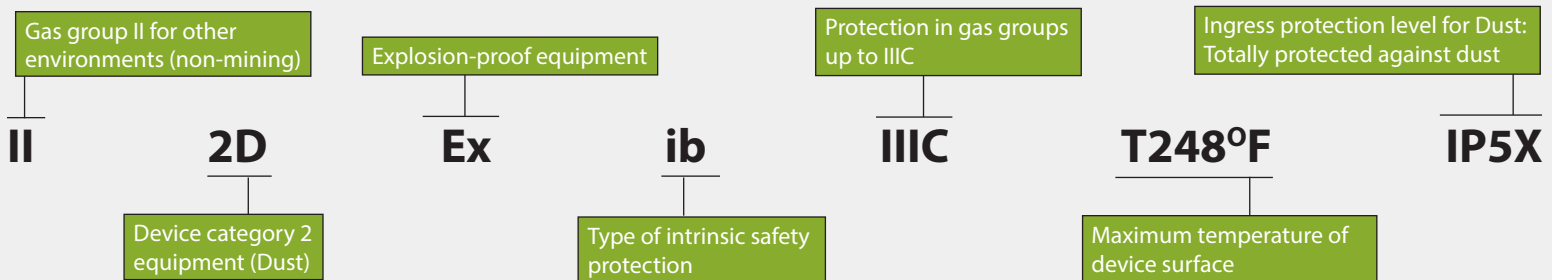 Gas group II for other
environments (non-mining)
Explosion-proof equipment
Protection in gas groups
up to IIIC
Ingress protection level for Dust:
Totally protected against dust
II 2D Ex ib IIIC T248⁰F IP5X
Device category 2
equipment (Dust)
Type of intrinsic safety
protection
Maximum temperature of
device surface